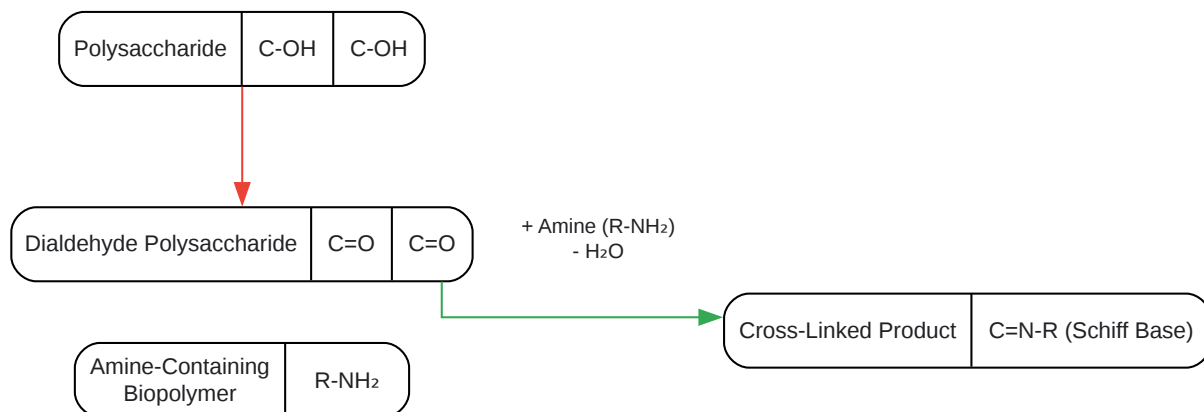 Polysaccharide C-OH C-OH
Dialdehyde Polysaccharide C=O C=O
+ Amine (R-NH₂)
- H₂O
Cross-Linked Product C=N-R (Schiff Base)
Amine-Containing
Biopolymer
R-NH₂